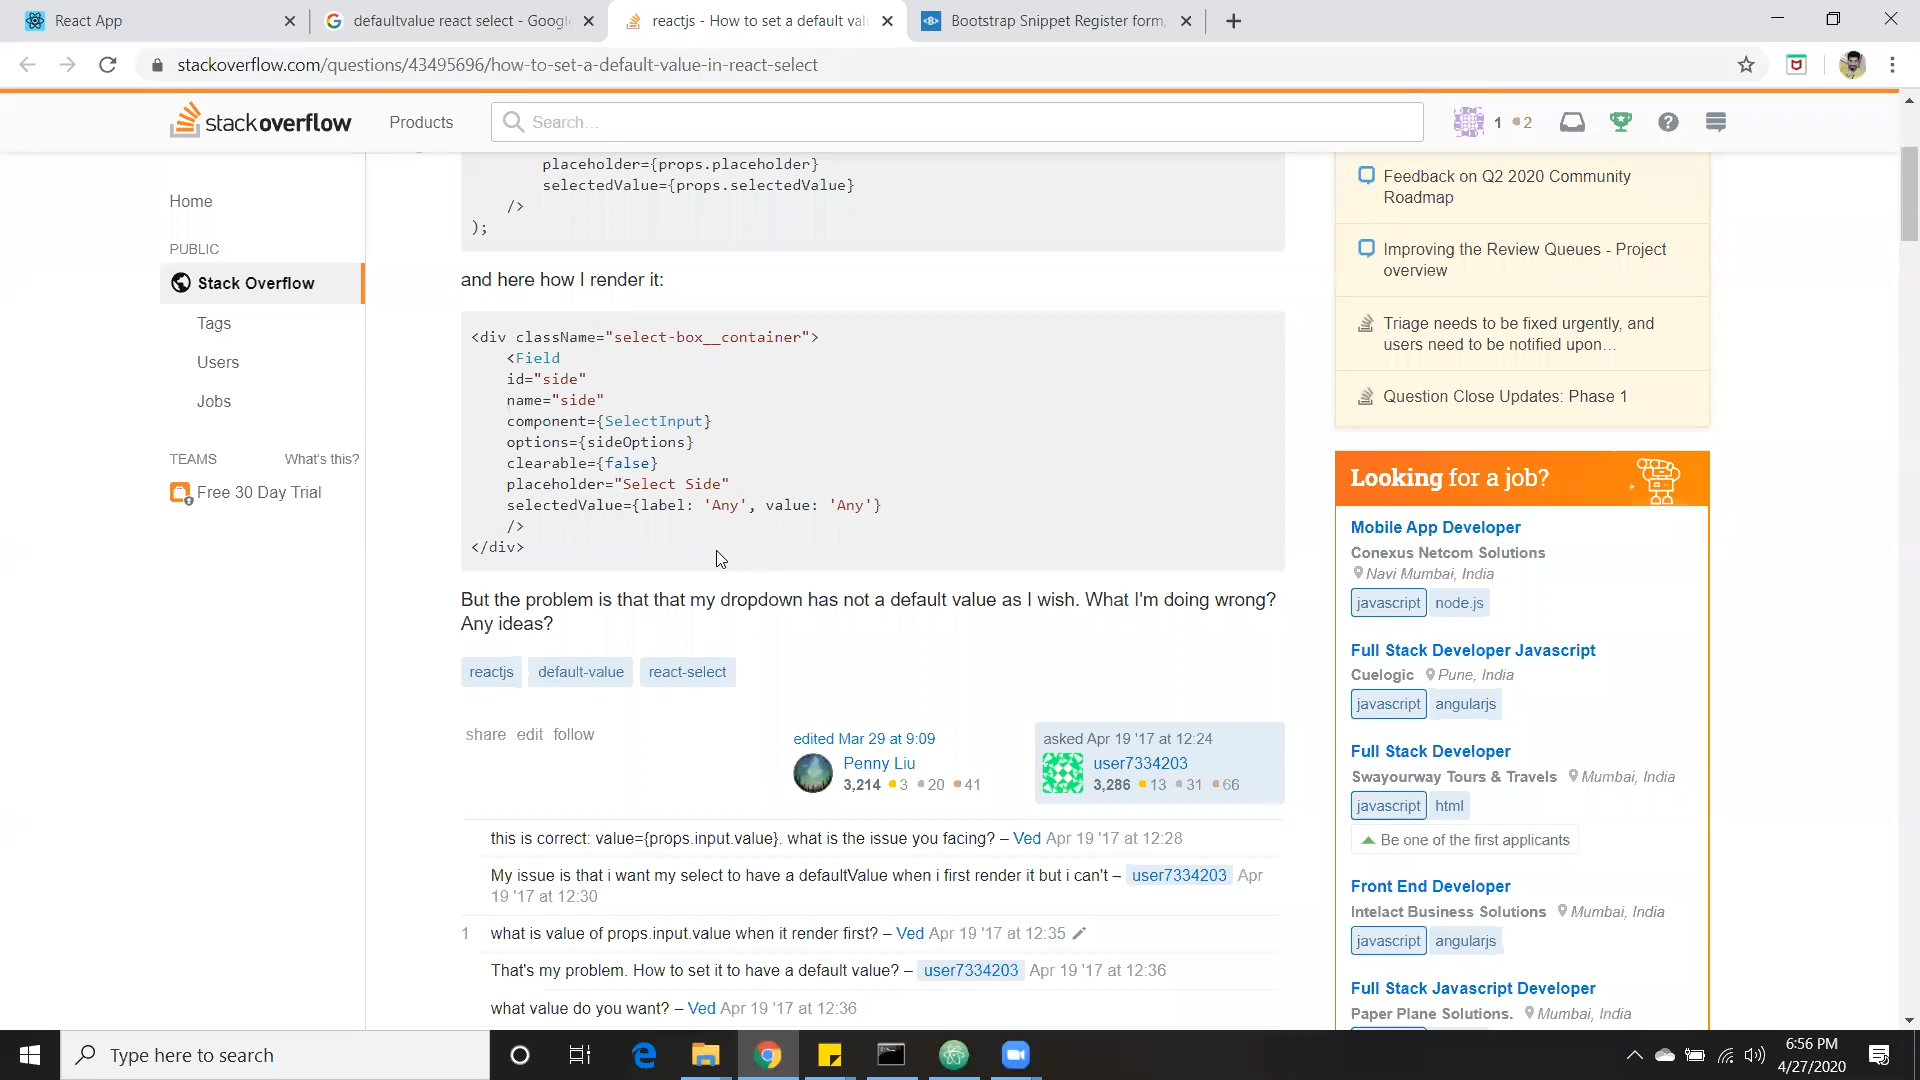 React App
defaultvalue react select - Google
reactjs - How to set a default val
Bootstrap Snippet Register form,
stackoverflow.com/questions/43495696/how-to-set-a-default-value-in-react-select
stackoverflow
Products
Search...
1
2
Home
PUBLIC
Stack Overflow
Tags
Users
Jobs
TEAMS
What's this?
Free 30 Day Trial
placeholder={props.placeholder}
selectedValue={props.selectedValue}
/>
);
and here how I render it:
<div className="select-box__container">
<Field
id="side"
name="side"
component={SelectInput}
options={sideOptions}
clearable={false}
placeholder="Select Side"
selectedValue={label: 'Any', value: 'Any'}
/>
</div>
But the problem is that that my dropdown has not a default value as I wish. What I'm doing wrong?
Any ideas?
reactjs default-value react-select
share edit follow
edited Mar 29 at 9:09
Penny Liu
3,214 3 20 41
asked Apr 19 '17 at 12:24
user7334203
3,286 13 31 66
this is correct: value={props.input.value}. what is the issue you facing? – Ved Apr 19 '17 at 12:28
My issue is that i want my select to have a defaultValue when i first render it but i can't – user7334203 Apr
19 '17 at 12:30
1 what is value of props.input.value when it render first? – Ved Apr 19 '17 at 12:35
That's my problem. How to set it to have a default value? – user7334203 Apr 19 '17 at 12:36
what value do you want? – Ved Apr 19 '17 at 12:36
Feedback on Q2 2020 Community
Roadmap
Improving the Review Queues - Project
overview
Triage needs to be fixed urgently, and
users need to be notified upon…
Question Close Updates: Phase 1
Looking for a job?
Mobile App Developer
Conexus Netcom Solutions
Navi Mumbai, India
javascript node.js
Full Stack Developer Javascript
Cuelogic Pune, India
javascript angularjs
Full Stack Developer
Swayourway Tours & Travels Mumbai, India
javascript html
Be one of the first applicants
Front End Developer
Intelact Business Solutions Mumbai, India
javascript angularjs
Full Stack Javascript Developer
Paper Plane Solutions. Mumbai, India
Type here to search
6:56 PM
4/27/2020